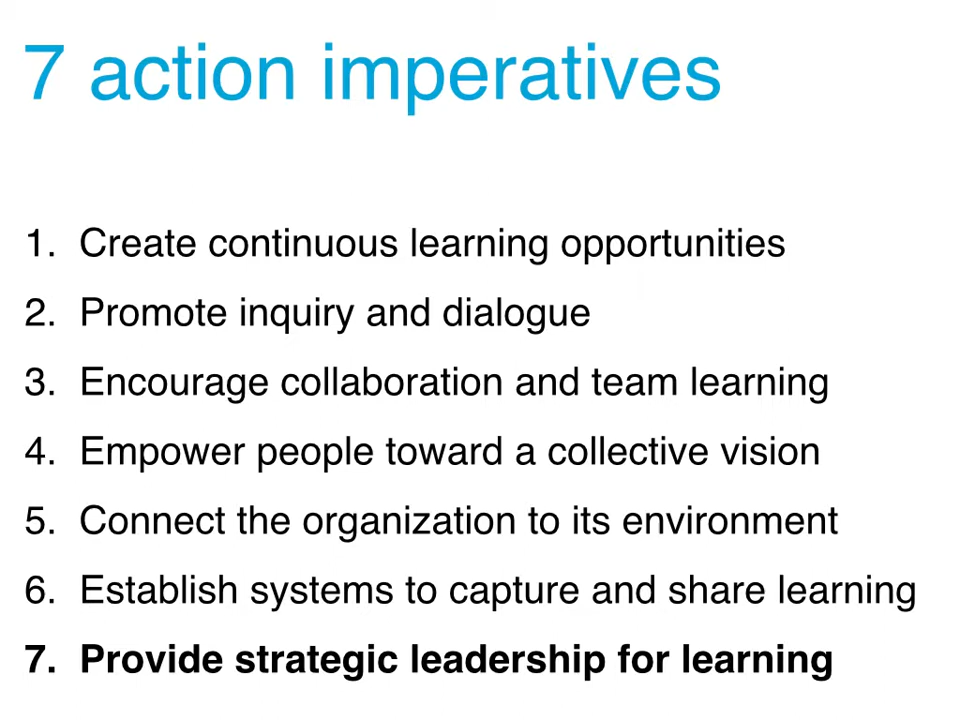 7 action imperatives
1. Create continuous learning opportunities
2. Promote inquiry and dialogue
3. Encourage collaboration and team learning
4. Empower people toward a collective vision
5. Connect the organization to its environment
6. Establish systems to capture and share learning
7. Provide strategic leadership for learning